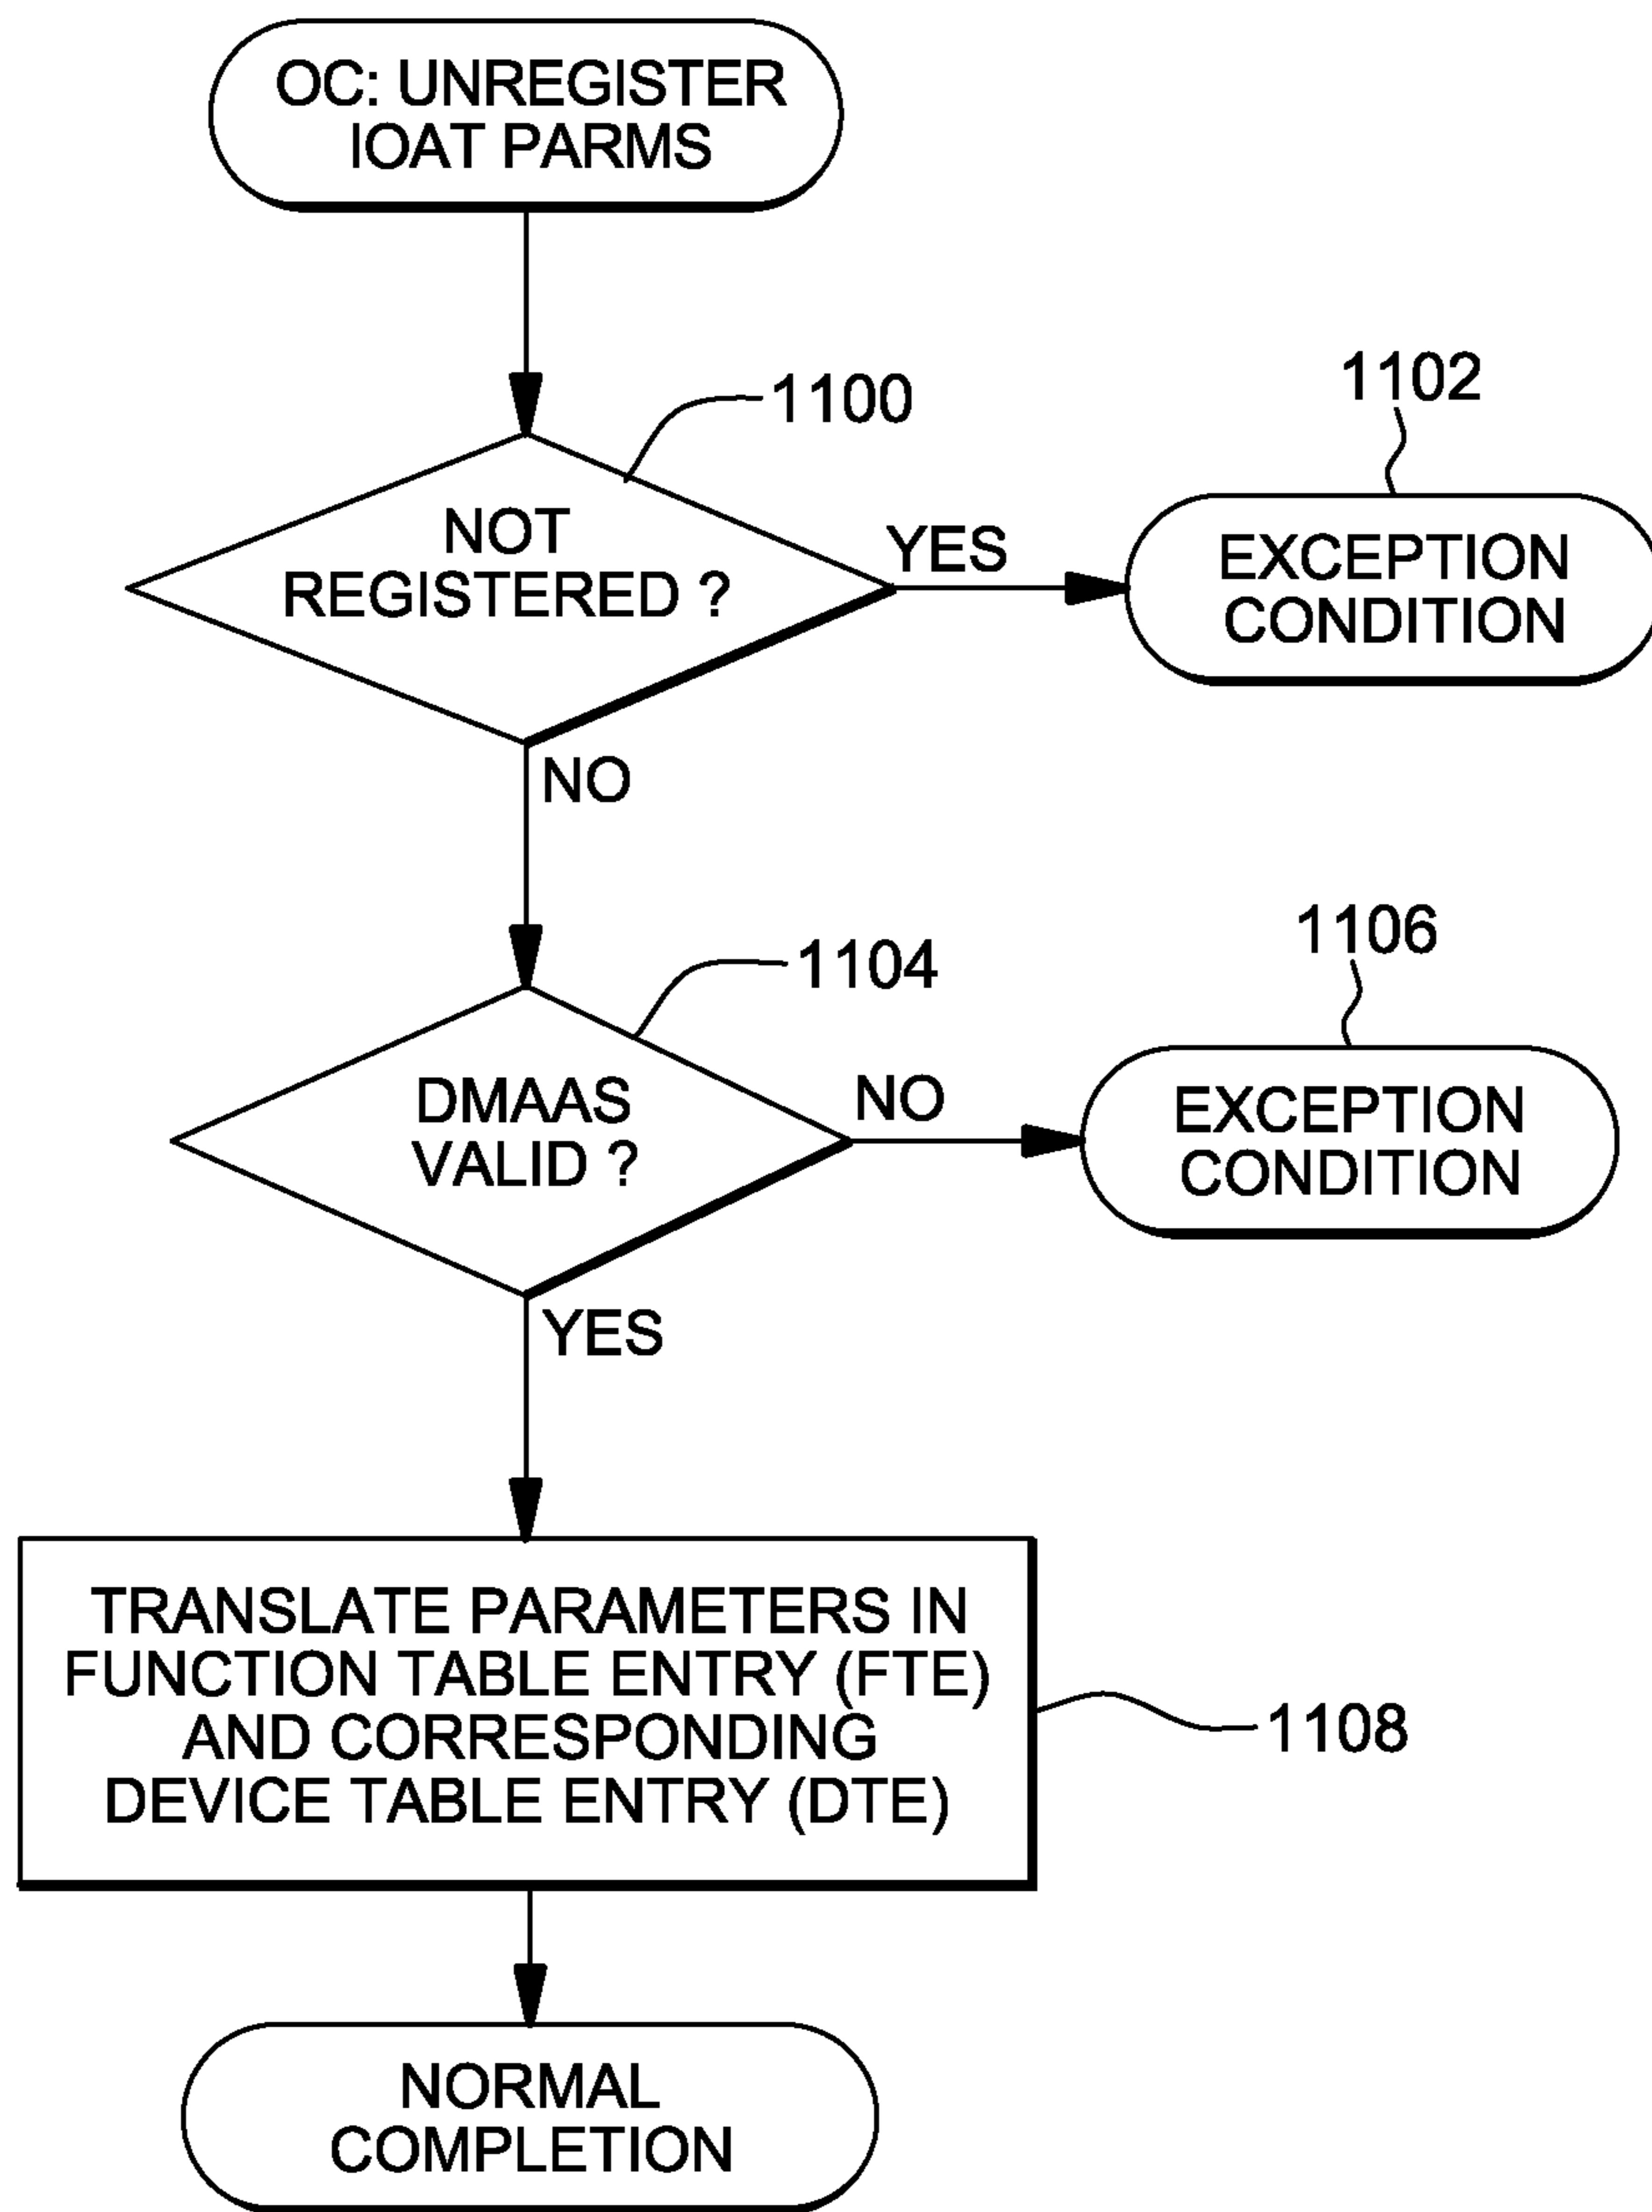 OC: UNREGISTER
IOAT PARMS
1100
1102
NOT
REGISTERED ?
YES
EXCEPTION
CONDITION
NO
1104
1106
DMAAS
VALID ?
NO
EXCEPTION
CONDITION
YES
TRANSLATE PARAMETERS IN
FUNCTION TABLE ENTRY (FTE)
AND CORRESPONDING
DEVICE TABLE ENTRY (DTE)
1108
NORMAL
COMPLETION